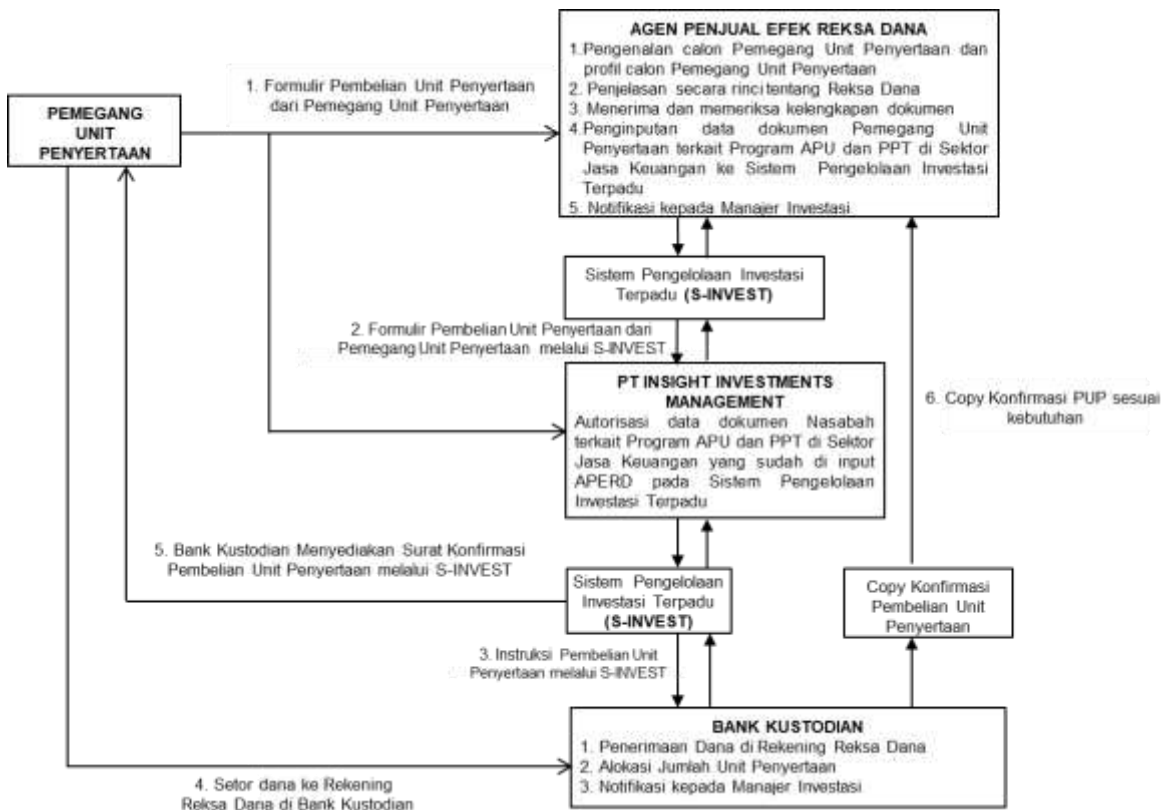 AGEN PENJUAL EFEK REKSA DANA
1.Pengenalan calon Pemegang Unit Penyertaan dan
profil calon Pemegang Unit Penyertaan
2. Penjelasan secara rinci tentang Reksa Dana
3. Menerima dan memeriksa kelengkapan dokumen
4.Penginputan data dokumen Pemegang Unit
Penyertaan terkait Program APU dan PPT di Sektor
Jasa Keuangan ke Sistem Pengelolaan Investasi
Terpadu
5. Notifikasi kepada Manajer Investasi
1. Formulir Pembelian Unit Penyertaan
dari Pemegang Unit Penyertaan
PEMEGANG
UNIT
PENYERTAAN
Sistem Pengelolaan Investasi
Terpadu (S-INVEST)
2. Formulir Pembelian Unit Penyertaan dari
Pemegang Unit Penyertaan melalui S-INVEST
PT INSIGHT INVESTMENTS
MANAGEMENT
Autorisasi data dokumen Nasabah
terkait Program APU dan PPT di Sektor
Jasa Keuangan yang sudah di input
APERD pada Sistem Pengelolaan
Investasi Terpadu
6. Copy Konfirmasi PUP sesuai
kebutuhan
5. Bank Kustodian Menyediakan Surat Konfirmasi
Pembelian Unit Penyertaan melalui S-INVEST
Sistem Pengelolaan
Investasi Terpadu
(S-INVEST)
Copy Konfirmasi
Pembelian Unit
Penyertaan
3. Instruksi Pembelian Unit
Penyertaan melalui S-INVEST
BANK KUSTODIAN
1. Penerimaan Dana di Rekening Reksa Dana
2. Alokasi Jumlah Unit Penyertaan
3. Notifikasi kepada Manajer Investasi
4. Setor dana ke Rekening
Reksa Dana di Bank Kustodian